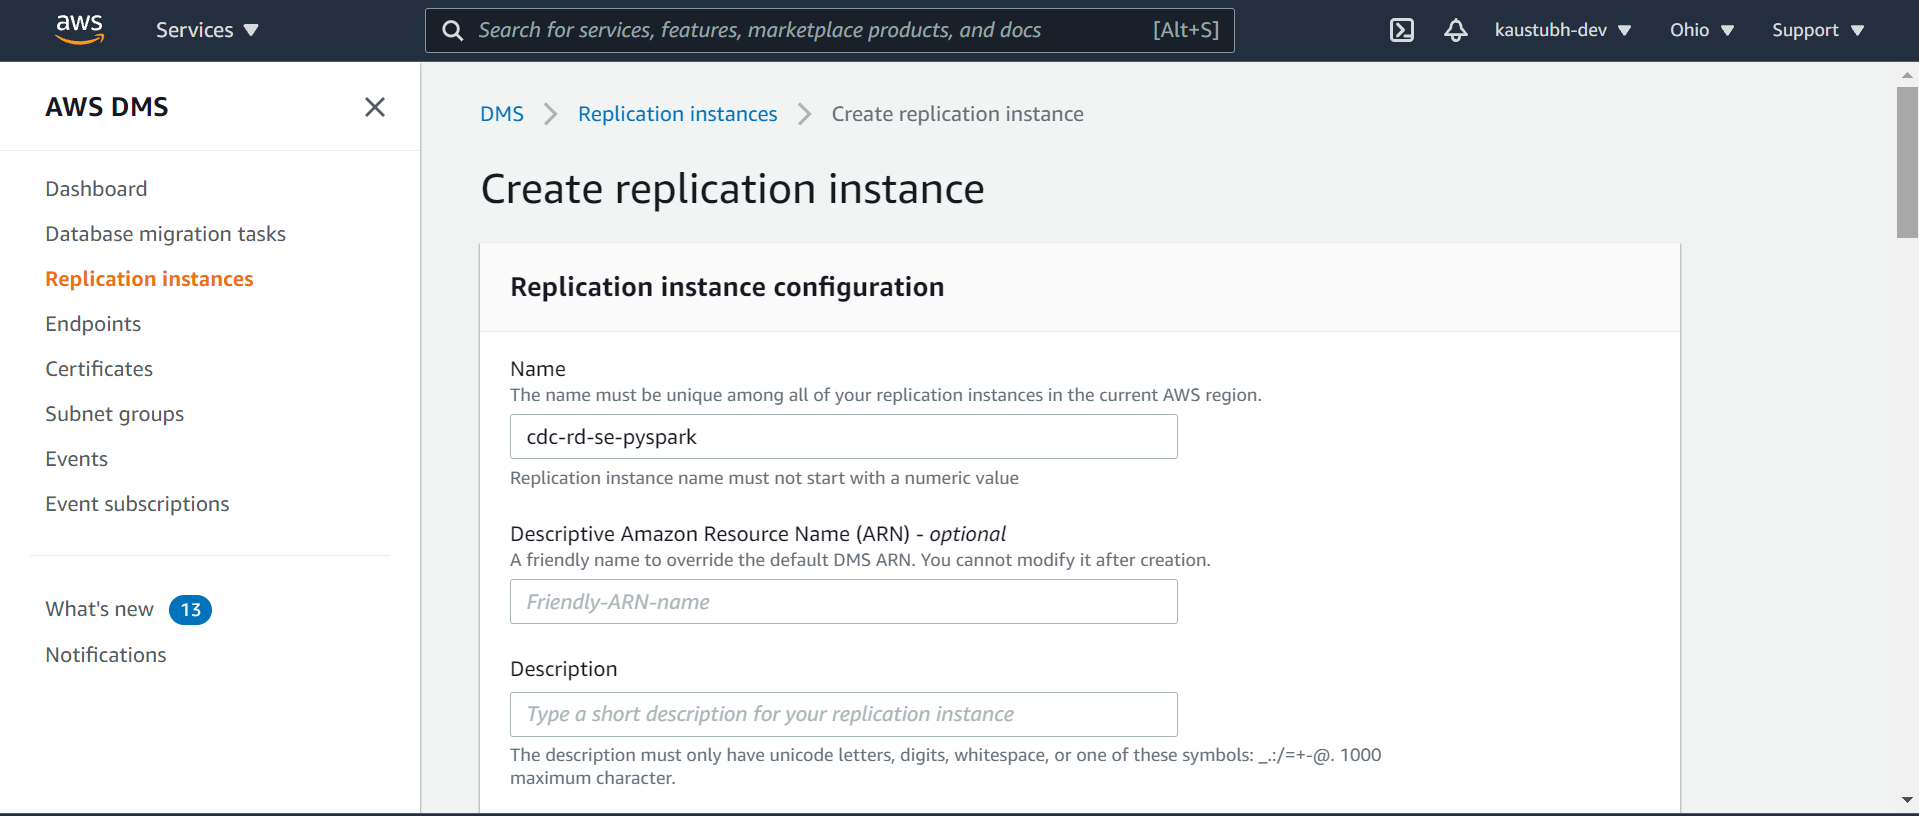 aws
Services
Search for services, features, marketplace products, and docs [Alt+S]
kaustubh-dev
Ohio
Support
AWS DMS
Dashboard
Database migration tasks
Replication instances
Endpoints
Certificates
Subnet groups
Events
Event subscriptions
What's new 13
Notifications
DMS
Replication instances
Create replication instance
Create replication instance
Replication instance configuration
Name
The name must be unique among all of your replication instances in the current AWS region.
cdc-rd-se-pyspark
Replication instance name must not start with a numeric value
Descriptive Amazon Resource Name (ARN) - optional
A friendly name to override the default DMS ARN. You cannot modify it after creation.
Friendly-ARN-name
Description
Type a short description for your replication instance
The description must only have unicode letters, digits, whitespace, or one of these symbols: _.:/=+-@. 1000
maximum character.